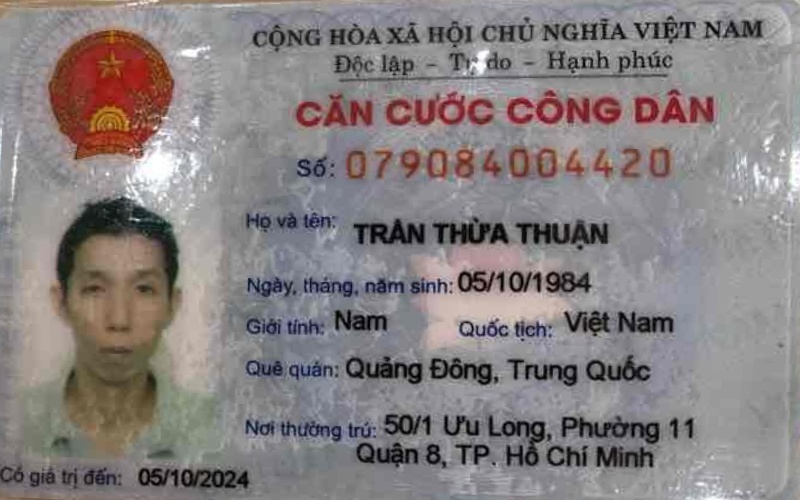 CỘNG HÒA XÃ HỘI CHỦ NGHĨA VIỆT NAM
Độc lập - Tự do - Hạnh phúc
CĂN CƯỚC CÔNG DÂN
Số: 079084004420
Họ và tên: TRẦN THỪA THUẬN
Ngày, tháng, năm sinh: 05/10/1984
Giới tính: Nam Quốc tịch: Việt Nam
Quê quán: Quảng Đông, Trung Quốc
Nơi thường trú: 50/1 Ưu Long, Phường 11
Quận 8, TP. Hồ Chí Minh
Có giá trị đến: 05/10/2024